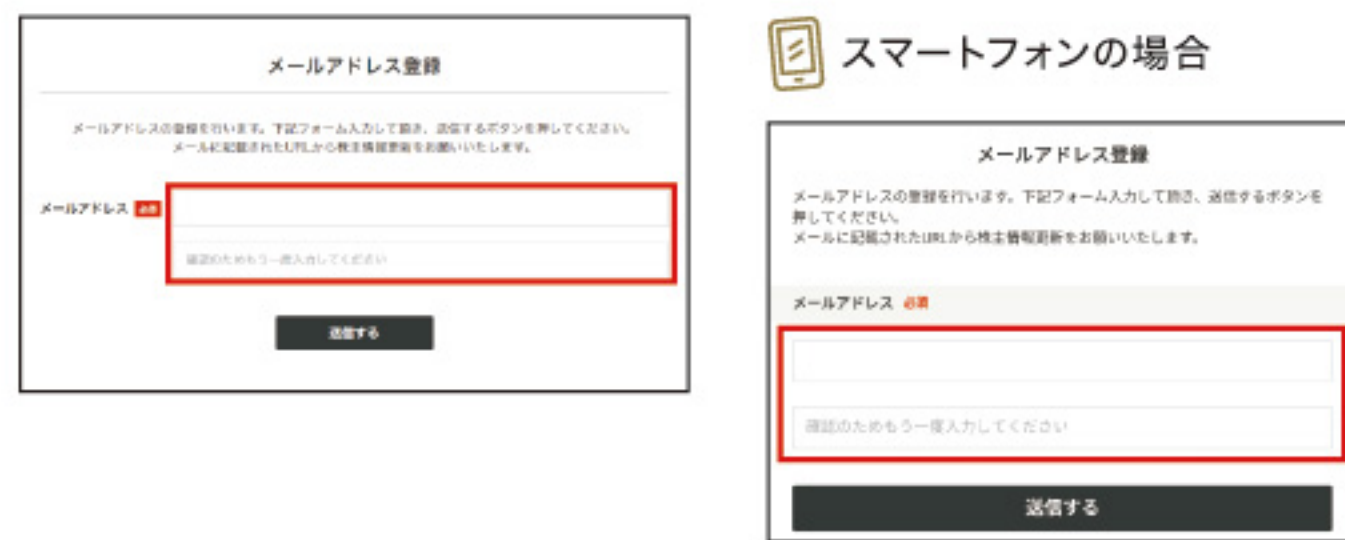 メールアドレス登録
メールアドレスの登録を行います。下記フォーム入力して頂き、送信するボタンを押してください。
メールに記載されたURLから株主情報更新をお願いいたします。
メールアドレス 必須
確認のためもう一度入力してください
送信する
スマートフォンの場合
メールアドレス登録
メールアドレスの登録を行います。下記フォーム入力して頂き、送信するボタンを
押してください。
メールに記載されたURLから株主情報更新をお願いいたします。
メールアドレス 必須
確認のためもう一度入力してください
送信する